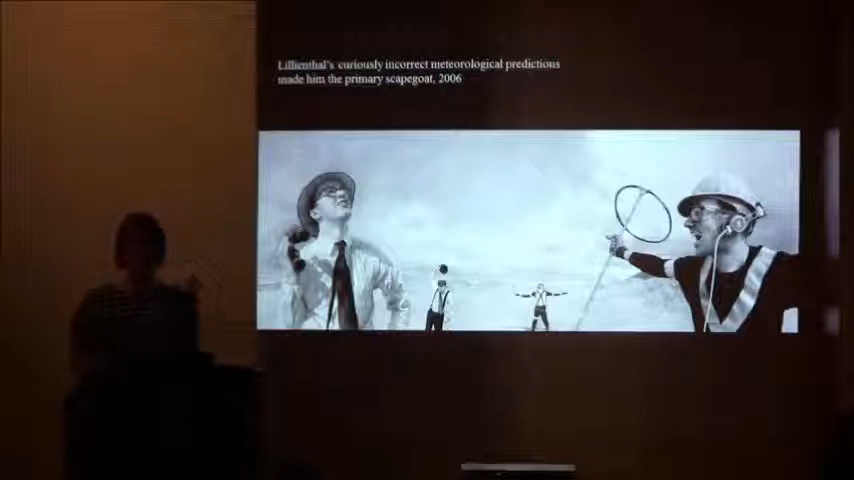 Lillienthal's curiously incorrect meteorological predictions
made him the primary scapegoat, 2006